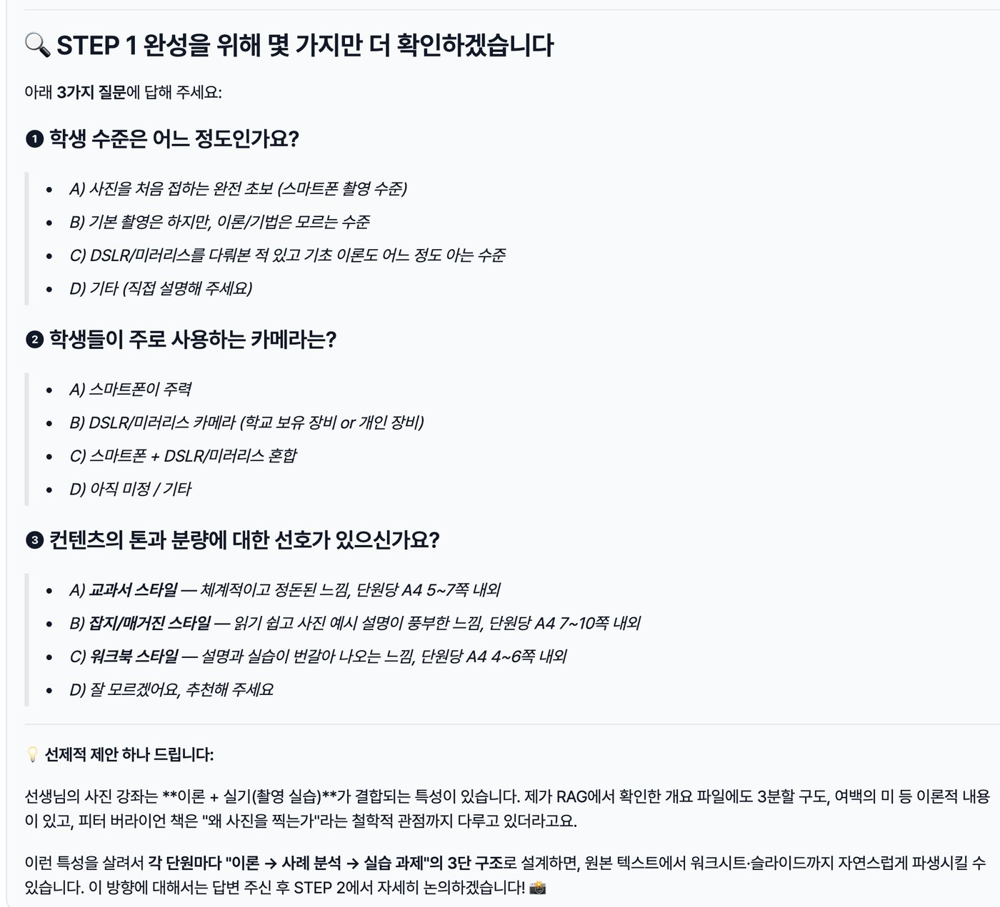 🔍 STEP 1 완성을 위해 몇 가지만 더 확인하겠습니다
아래 3가지 질문에 답해 주세요:
❶ 학생 수준은 어느 정도인가요?
• A) 사진을 처음 접하는 완전 초보 (스마트폰 촬영 수준)
• B) 기본 촬영은 하지만, 이론/기법은 모르는 수준
• C) DSLR/미러리스를 다뤄본 적 있고 기초 이론도 어느 정도 아는 수준
• D) 기타 (직접 설명해 주세요)
❷ 학생들이 주로 사용하는 카메라는?
• A) 스마트폰이 주력
• B) DSLR/미러리스 카메라 (학교 보유 장비 or 개인 장비)
• C) 스마트폰 + DSLR/미러리스 혼합
• D) 아직 미정 / 기타
❸ 컨텐츠의 톤과 분량에 대한 선호가 있으신가요?
• A) 교과서 스타일 — 체계적이고 정돈된 느낌, 단원당 A4 5~7쪽 내외
• B) 잡지/매거진 스타일 — 읽기 쉽고 사진 예시 설명이 풍부한 느낌, 단원당 A4 7~10쪽 내외
• C) 워크북 스타일 — 설명과 실습이 번갈아 나오는 느낌, 단원당 A4 4~6쪽 내외
• D) 잘 모르겠어요, 추천해 주세요
💡 선제적 제안 하나 드립니다:
선생님의 사진 강좌는 **이론 + 실기(촬영 실습)**가 결합되는 특성이 있습니다. 제가 RAG에서 확인한 개요 파일에도 3분할 구도, 여백의 미 등 이론적 내용
이 있고, 피터 버라이언 책은 "왜 사진을 찍는가"라는 철학적 관점까지 다루고 있더라고요.
이런 특성을 살려서 각 단원마다 "이론 → 사례 분석 → 실습 과제"의 3단 구조로 설계하면, 원본 텍스트에서 워크시트·슬라이드까지 자연스럽게 파생시킬 수
있습니다. 이 방향에 대해서는 답변 주신 후 STEP 2에서 자세히 논의하겠습니다! 📸